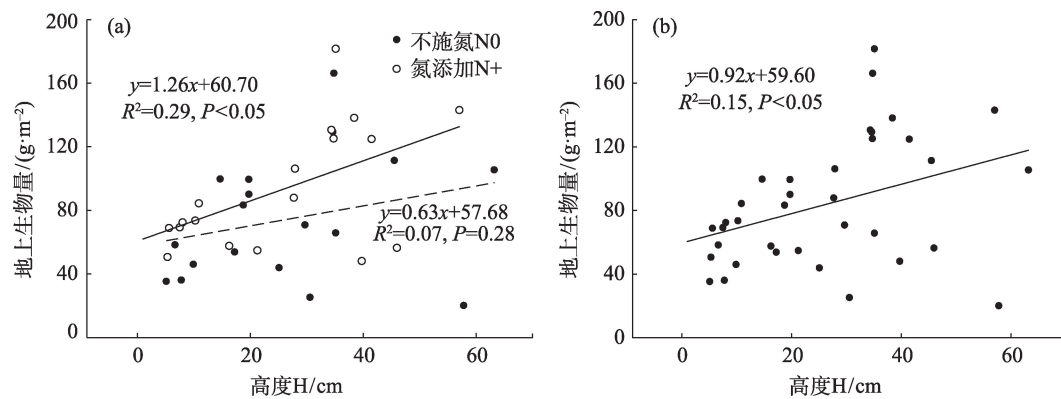 (a)
不施氮N0
氮添加N+
y=1.26x+60.70
R²=0.29, P<0.05
y=0.63x+57.68
R²=0.07, P=0.28
200
160
120
80
40
0
地上生物量/(g·m⁻²)
0 20 40 60
高度H/cm
(b)
y=0.92x+59.60
R²=0.15, P<0.05
200
160
120
80
40
0
地上生物量/(g·m⁻²)
0 20 40 60
高度H/cm